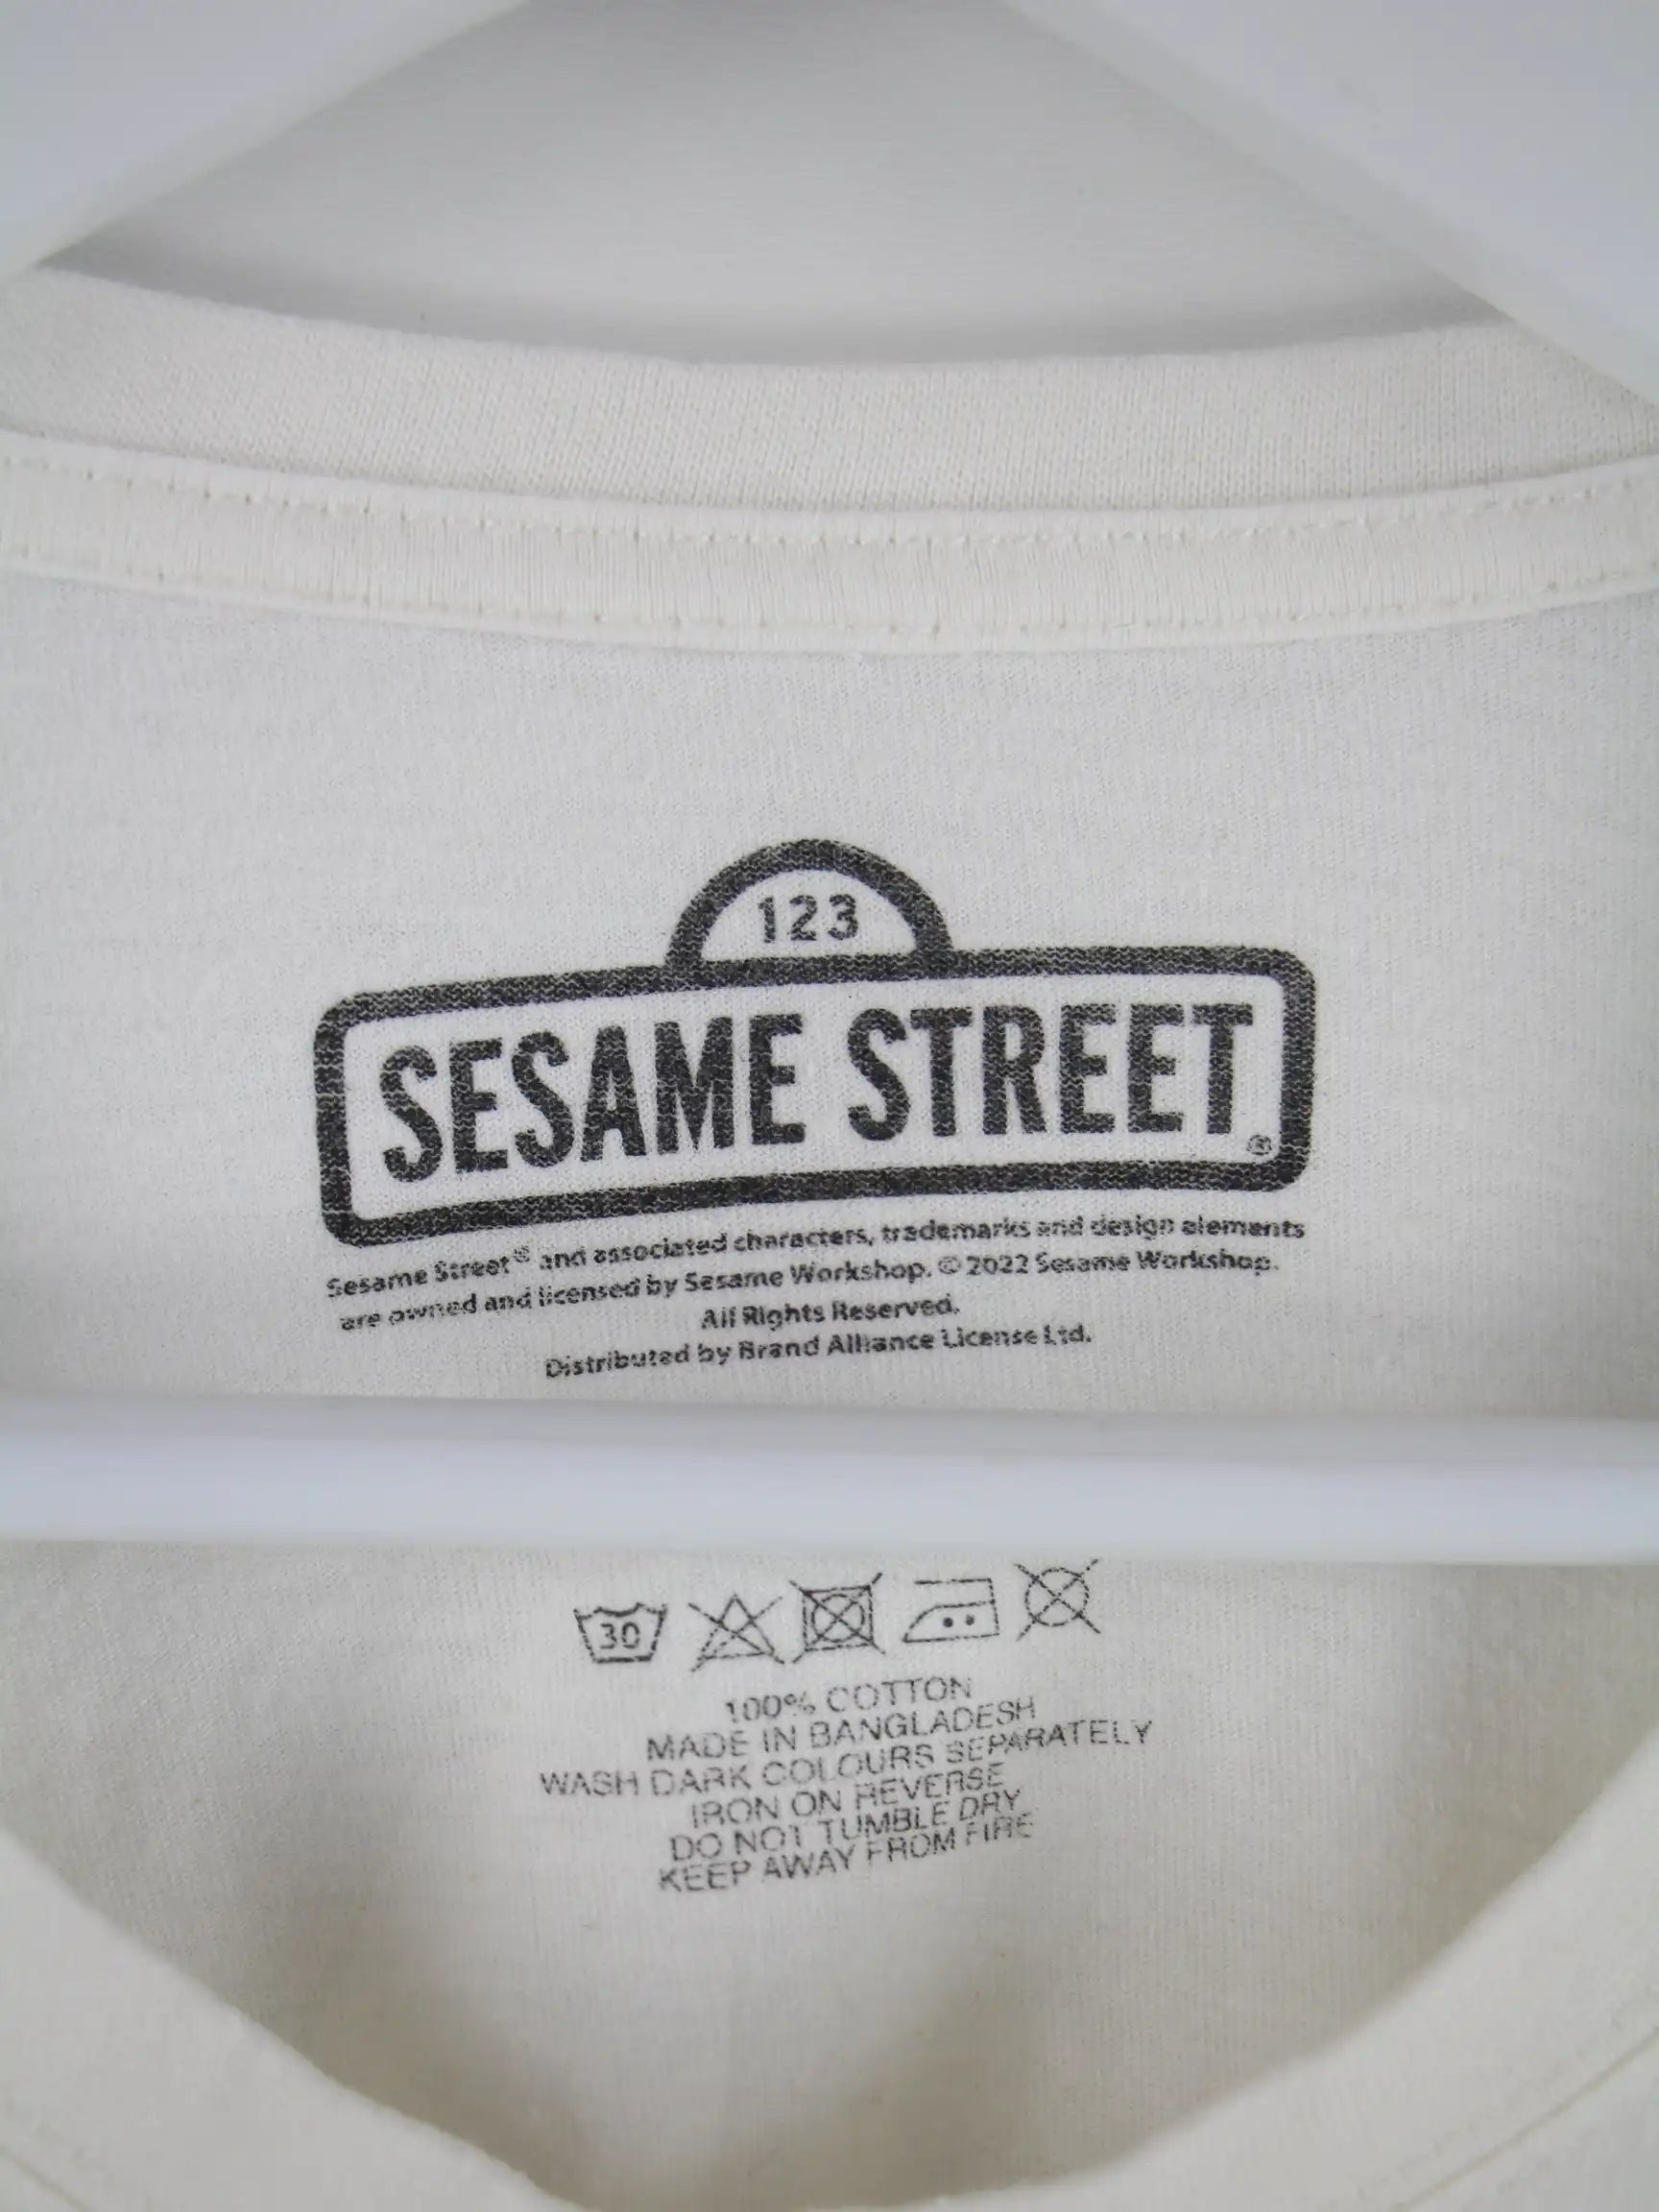 123
SESAME STREET®
Sesame Street® and associated characters, trademarks and design elements
are owned and licensed by Sesame Workshop. © 2022 Sesame Workshop.
All Rights Reserved.
Distributed by Brand Alliance License Ltd.
30
100% COTTON
MADE IN BANGLADESH
WASH DARK COLOURS SEPARATELY
IRON ON REVERSE
DO NOT TUMBLE DRY
KEEP AWAY FROM FIRE